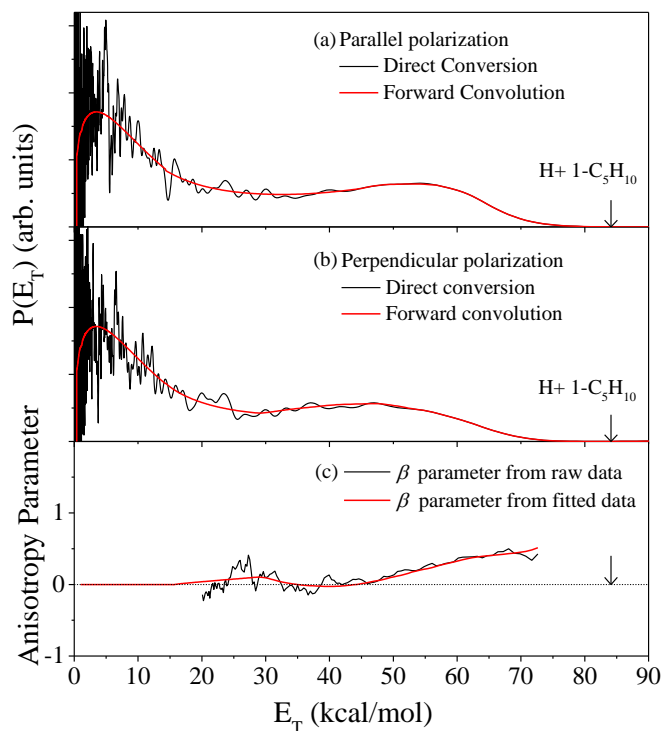 (a) Parallel polarization
Direct Conversion
Forward Convolution
H+ 1-C₅H₁₀
P(E_T) (arb. units)
(b) Perpendicular polarization
Direct conversion
Forward convolution
H+ 1-C₅H₁₀
Anisotropy Parameter
(c) β parameter from raw data
β parameter from fitted data
1
0
-1
0 10 20 30 40 50 60 70 80 90
E_T (kcal/mol)